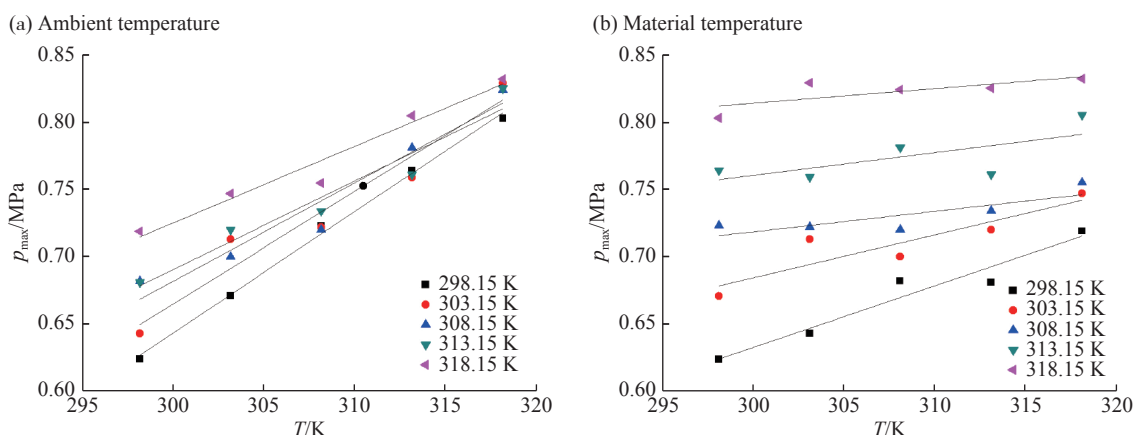 (a) Ambient temperature
0.85
0.80
0.75
0.70
0.65
0.60
295 300 305 310 315 320
p_max/MPa
T/K
298.15 K
303.15 K
308.15 K
313.15 K
318.15 K
(b) Material temperature
0.85
0.80
0.75
0.70
0.65
0.60
295 300 305 310 315 320
p_max/MPa
T/K
298.15 K
303.15 K
308.15 K
313.15 K
318.15 K